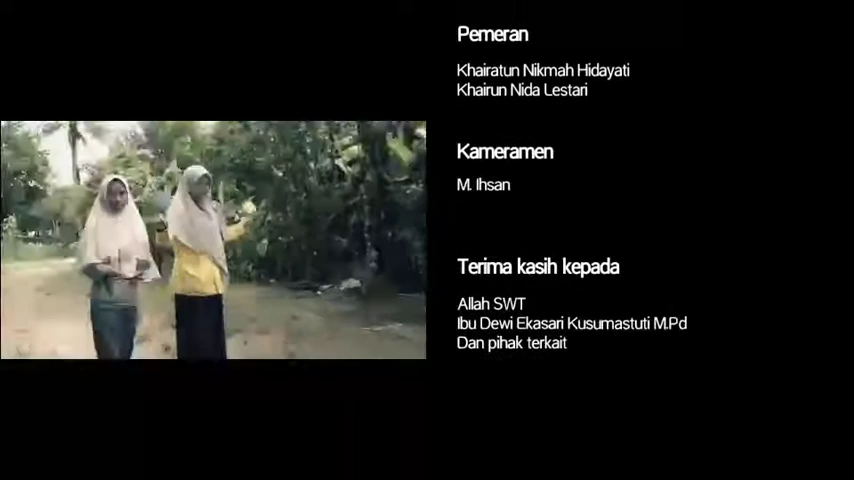 Pemeran
Khairatun Nikmah Hidayati
Khairun Nida Lestari
Kameramen
M. Ihsan
Terima kasih kepada
Allah SWT
Ibu Dewi Ekasari Kusumastuti M.Pd
Dan pihak terkait